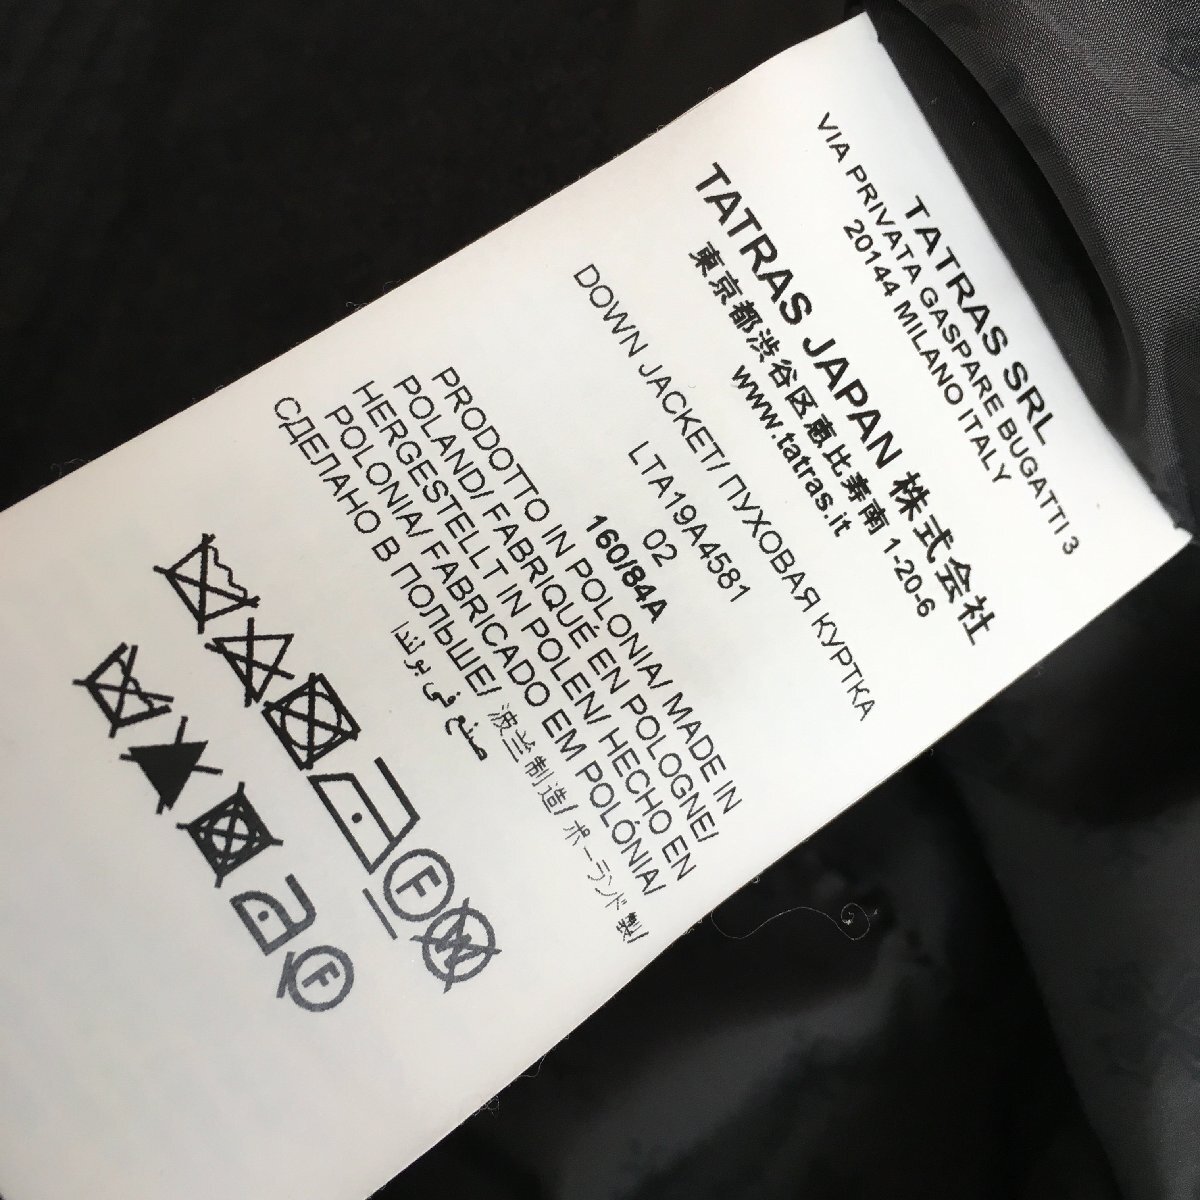 TATRAS SRL
VIA PRIVATA GASPARE BUGATTI 3
20144 MILANO ITALY
TATRAS JAPAN 株式会社
東京都渋谷区恵比寿南 1-20-6
www.tatras.it
DOWN JACKET/ ПУХОВАЯ КУРТКА
LTA19A4581
02
160/84A
PRODOTTO IN POLONIA/ MADE IN
POLAND/ FABRIQUÉ EN POLOGNE/
HERGESTELLT IN POLEN/ HECHO EN
POLONIA/ FABRICADO EM POLÓNIA/
СДЕЛАНО В ПОЛЬШЕ/ 波兰制造/ ポーランド製/
صنع في بولندا
F
W
F